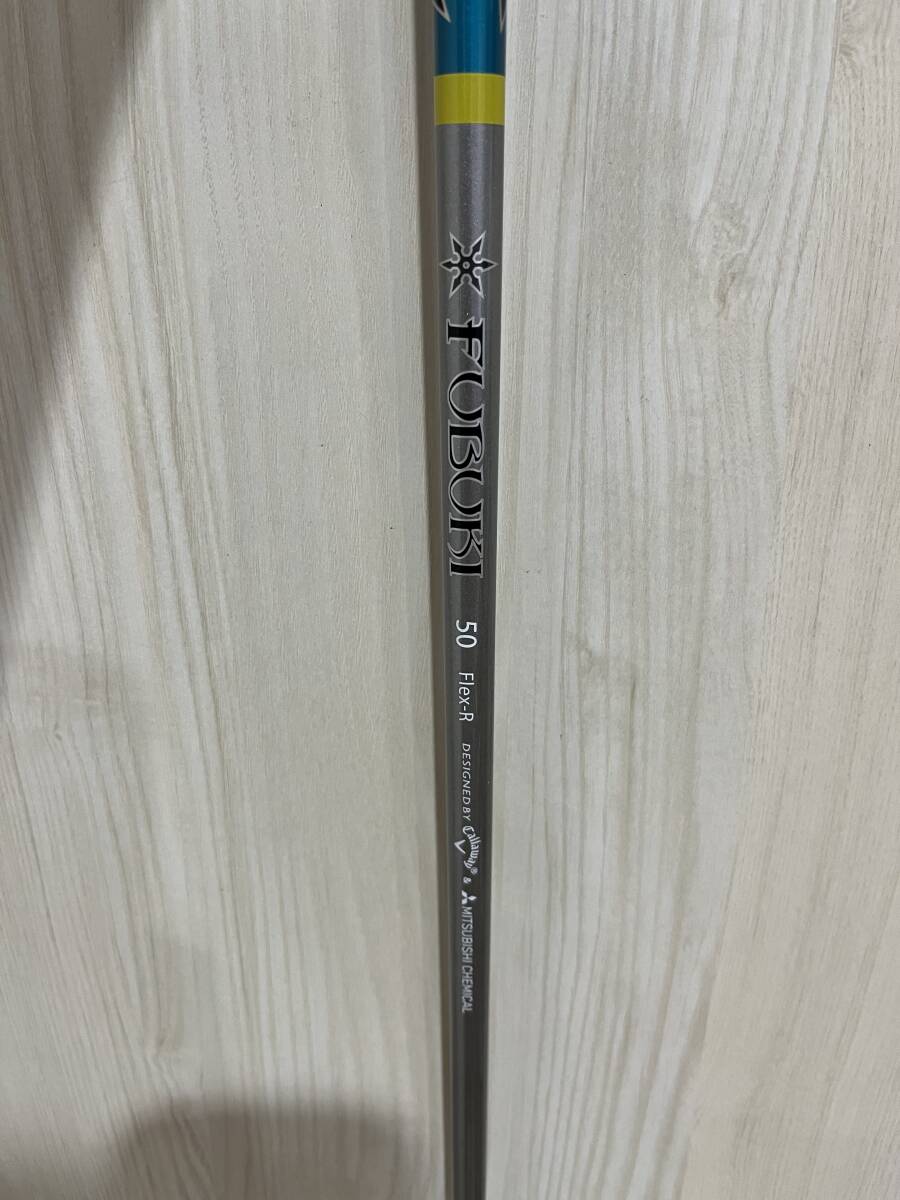 FUBUKI 50 Flex-R DESIGNED BY Callaway® & MITSUBISHI CHEMICAL